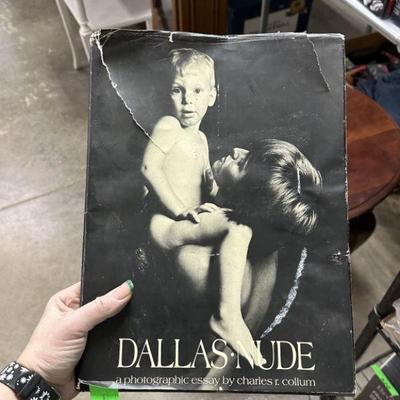 DALLAS·NUDE
a photographic essay by charles r. collum